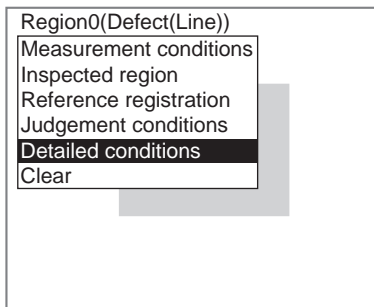 Region0(Defect(Line))
Measurement conditions
Inspected region
Reference registration
Judgement conditions
Detailed conditions
Clear